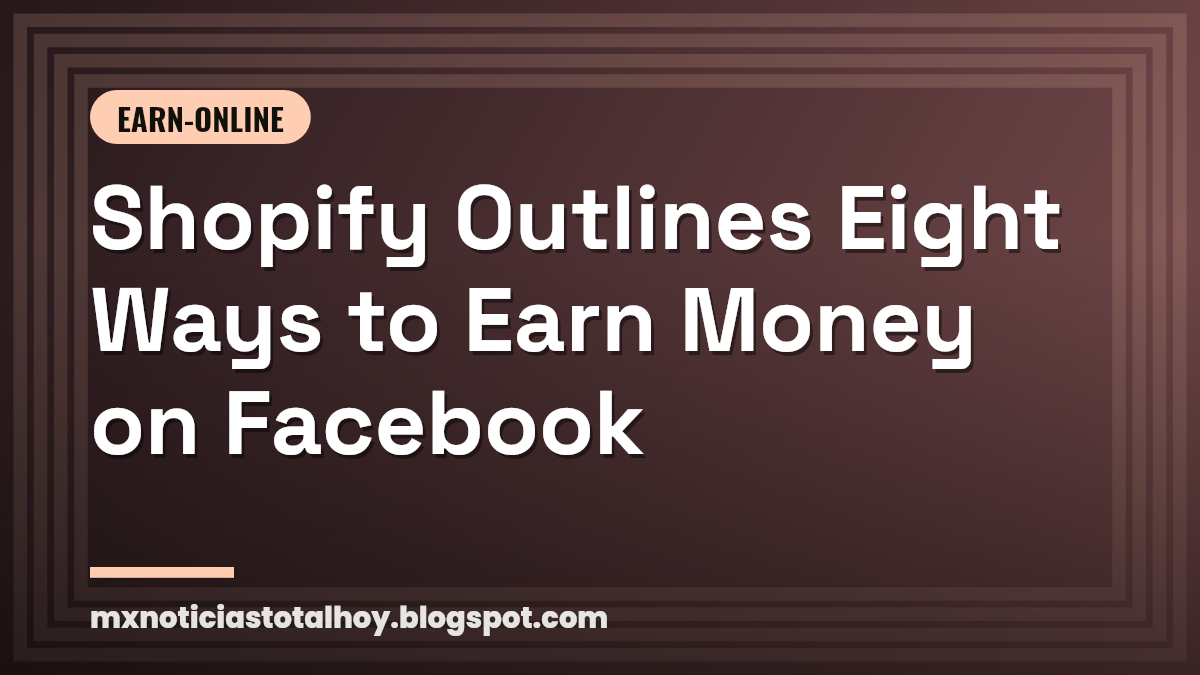 EARN-ONLINE
Shopify Outlines Eight
Ways to Earn Money
on Facebook
mxnoticiastotalhoy.blogspot.com